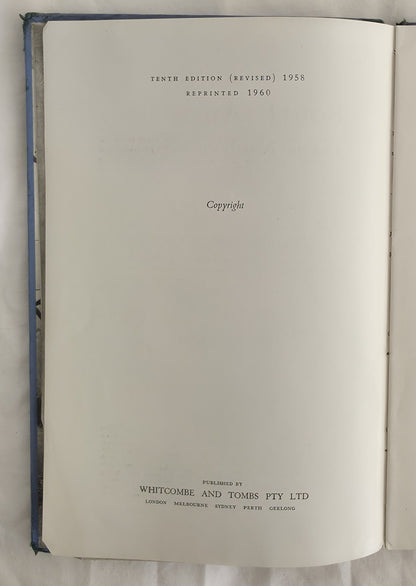 TENTH EDITION (REVISED) 1958
REPRINTED 1960
Copyright
PUBLISHED BY
WHITCOMBE AND TOMBS PTY LTD
LONDON MELBOURNE SYDNEY PERTH GEELONG